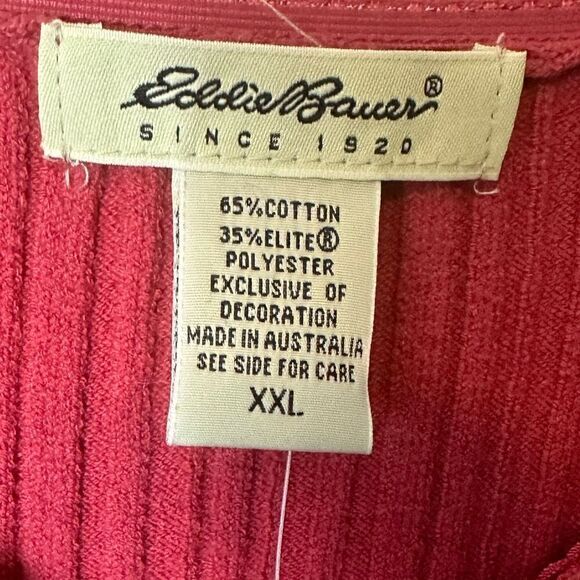 Eddie Bauer®
SINCE 1920
65% COTTON
35% ELITE®
POLYESTER
EXCLUSIVE OF
DECORATION
MADE IN AUSTRALIA
SEE SIDE FOR CARE
XXL